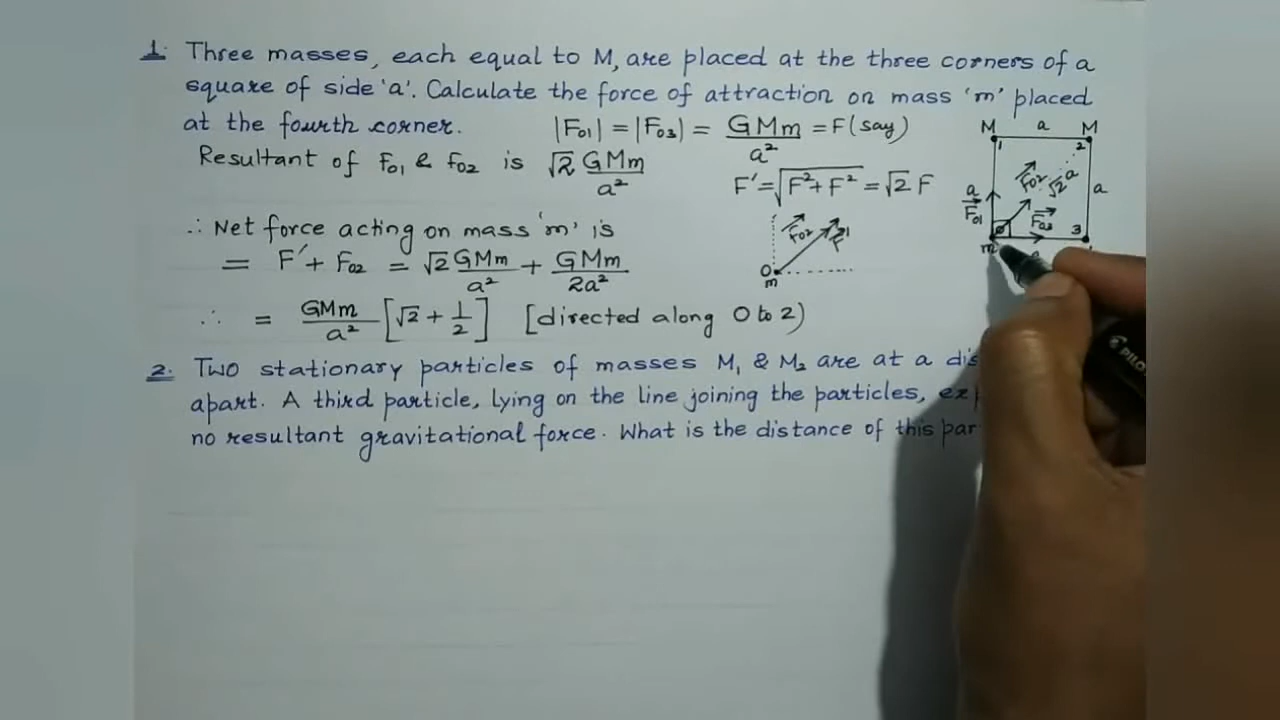 1. Three masses, each equal to M, are placed at the three corners of a
square of side 'a'. Calculate the force of attraction on mass 'm' placed
at the fourth corner. |F01| = |F03| = GMm/a² = F (say)
Resultant of F01 & F02 is √2 GMm/a² F' = √(F² + F²) = √2 F
∴ Net force acting on mass 'm' is
= F' + F02 = √2 GMm/a² + GMm/2a²
∴ = GMm/a² [√2 + 1/2] [directed along O to 2)
M a M
1 2
a F02 √2 a a
F01 F03 3
O
m
F02 F'
O
m
2. Two stationary particles of masses M₁ & M₂ are at a dis
apart. A third particle, lying on the line joining the particles, exp
no resultant gravitational force. What is the distance of this par
PILO